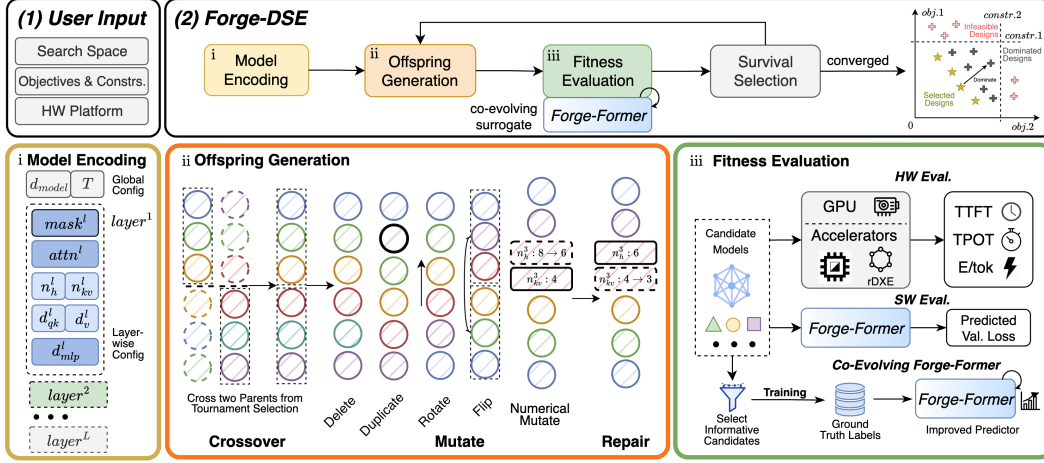 (1) User Input
Search Space
Objectives & Constrs.
HW Platform
(2) Forge-DSE
i
Model
Encoding
ii
Offspring
Generation
iii
Fitness
Evaluation
co-evolving
surrogate
Forge-Former
Survival
Selection
converged
obj.1
constr.2
Infeasible
Designs
constr.1
Dominated
Designs
Dominate
Selected
Designs
0
obj.2
i Model Encoding
d_model
T
Global
Config
mask^l
layer^1
attn^l
n_h^l
n_kv^l
d_qk^l
d_v^l
d_mlp^l
Layer-
wise
Config
layer^2
layer^L
ii Offspring Generation
n_h^3 : 8 → 6
n_kv^3 : 4
n_h^3 : 6
n_kv^3 : 4 → 3
Cross two Parents from
Tournament Selection
Delete
Duplicate
Rotate
Flip
Numerical
Mutate
Crossover
Mutate
Repair
iii Fitness Evaluation
HW Eval.
Candidate
Models
GPU
Accelerators
rDXE
TTFT
TPOT
E/tok
SW Eval.
Forge-Former
Predicted
Val. Loss
Co-Evolving Forge-Former
Training
Select
Informative
Candidates
Ground
Truth Labels
Forge-Former
Improved Predictor